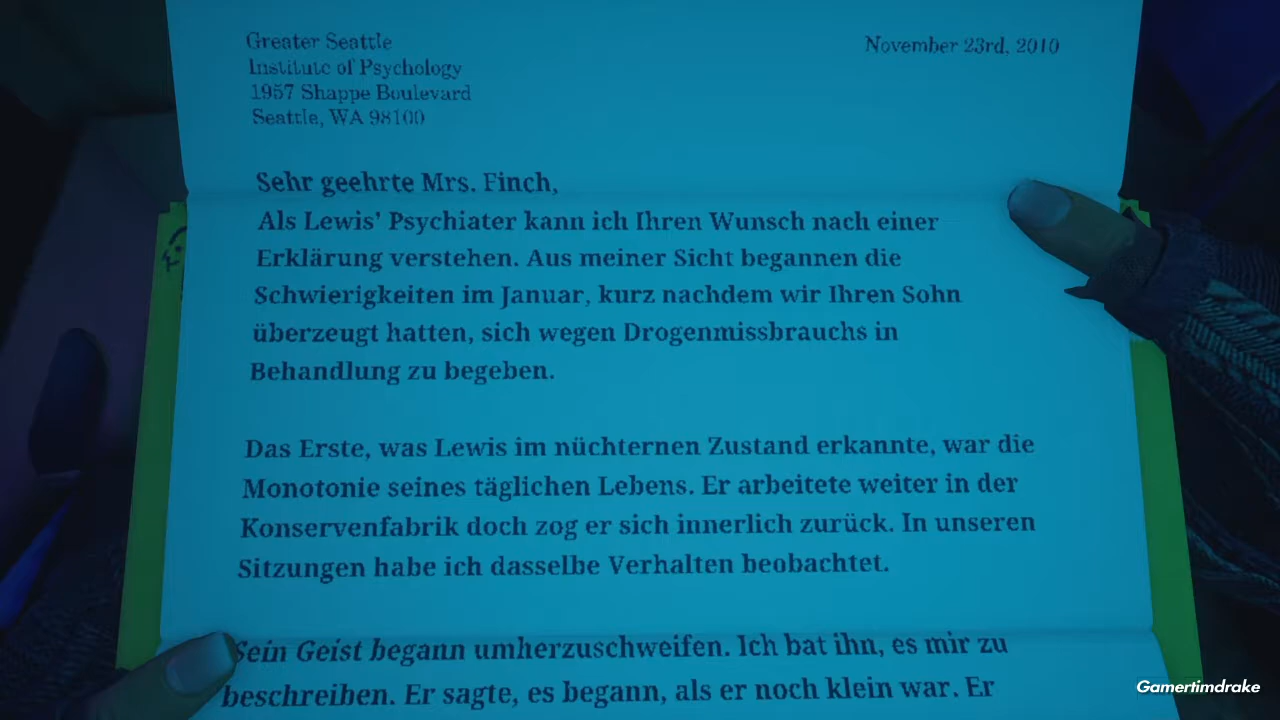 Greater Seattle
Institute of Psychology
1957 Shappe Boulevard
Seattle, WA 98100
November 23rd, 2010
Sehr geehrte Mrs. Finch,
Als Lewis' Psychiater kann ich Ihren Wunsch nach einer
Erklärung verstehen. Aus meiner Sicht begannen die
Schwierigkeiten im Januar, kurz nachdem wir Ihren Sohn
überzeugt hatten, sich wegen Drogenmissbrauchs in
Behandlung zu begeben.
Das Erste, was Lewis im nüchternen Zustand erkannte, war die
Monotonie seines täglichen Lebens. Er arbeitete weiter in der
Konservenfabrik doch zog er sich innerlich zurück. In unseren
Sitzungen habe ich dasselbe Verhalten beobachtet.
Sein Geist begann umherzuschweifen. Ich bat ihn, es mir zu
beschreiben. Er sagte, es begann, als er noch klein war. Er
Gamertimdrake